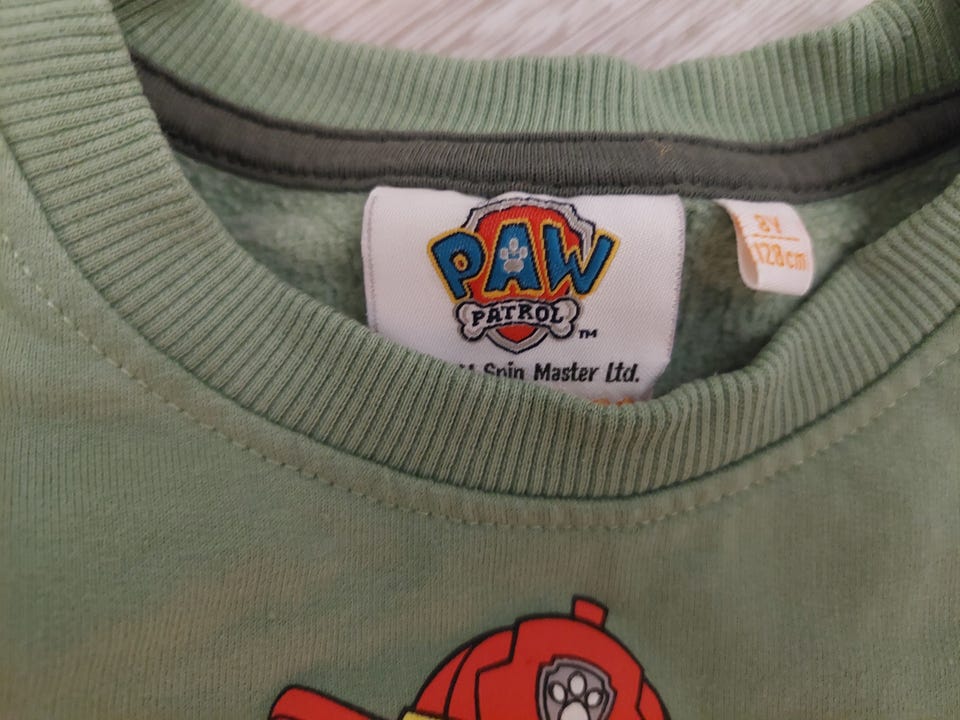 PAW
PATROL
TM
Spin Master Ltd.
8Y
128cm